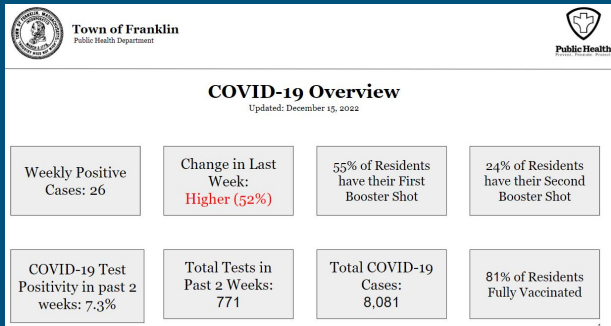 Town of Franklin
Public Health Department
Public Health
Prevent. Promote. Protect.
COVID-19 Overview
Updated: December 15, 2022
Weekly Positive
Cases: 26
Change in Last
Week:
Higher (52%)
55% of Residents
have their First
Booster Shot
24% of Residents
have their Second
Booster Shot
COVID-19 Test
Positivity in past 2
weeks: 7.3%
Total Tests in
Past 2 Weeks:
771
Total COVID-19
Cases:
8,081
81% of Residents
Fully Vaccinated